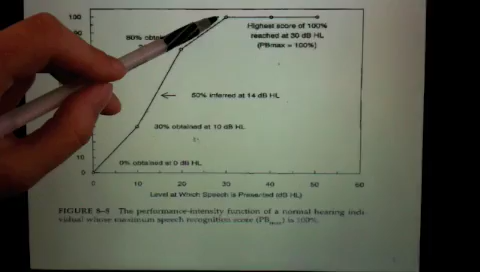 100
Highest score of 100%
reached at 30 dB HL
(PBmax = 100%)
50% inferred at 14 dB HL
30% obtained at 10 dB HL
0% obtained at 0 dB HL
10
0
0 10 20 30 40 50 60
Level at Which Speech is Presented (dB HL)
FIGURE 8–5 The performance-intensity function of a normal hearing indi-
vidual whose maximum speech recognition score (PBmax) is 100%.